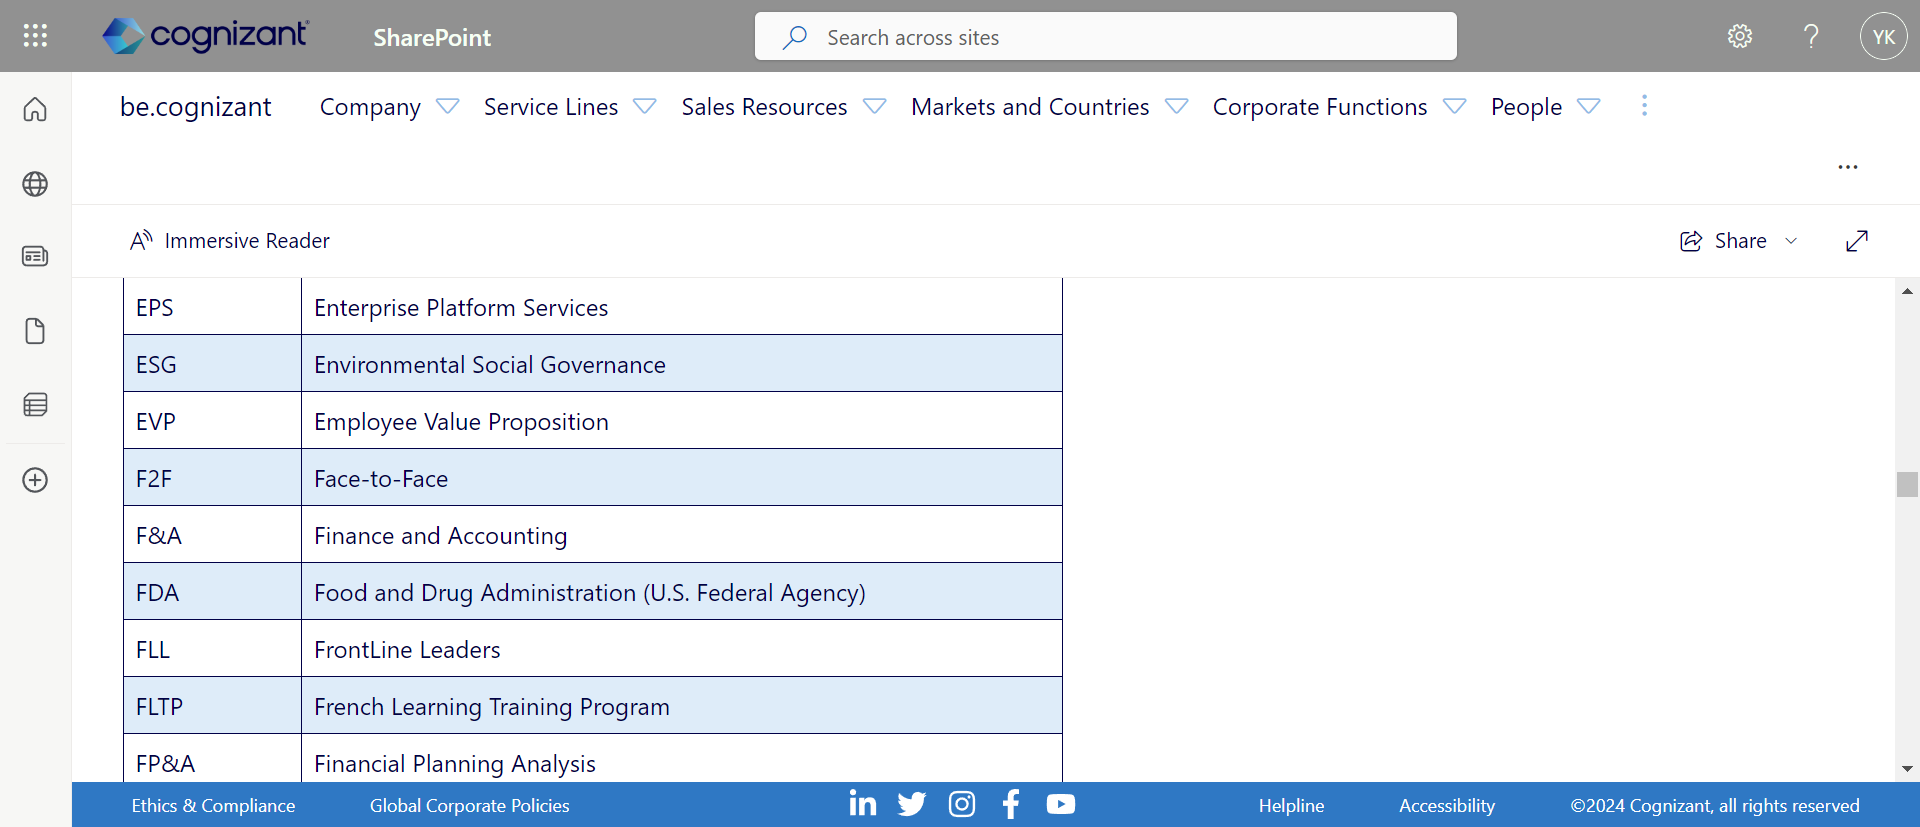 cognizant
SharePoint
Search across sites
YK
be.cognizant
Company
Service Lines
Sales Resources
Markets and Countries
Corporate Functions
People
Immersive Reader
Share
EPS Enterprise Platform Services
ESG Environmental Social Governance
EVP Employee Value Proposition
F2F Face-to-Face
F&A Finance and Accounting
FDA Food and Drug Administration (U.S. Federal Agency)
FLL FrontLine Leaders
FLTP French Learning Training Program
FP&A Financial Planning Analysis
Ethics & Compliance
Global Corporate Policies
Helpline
Accessibility
©2024 Cognizant, all rights reserved